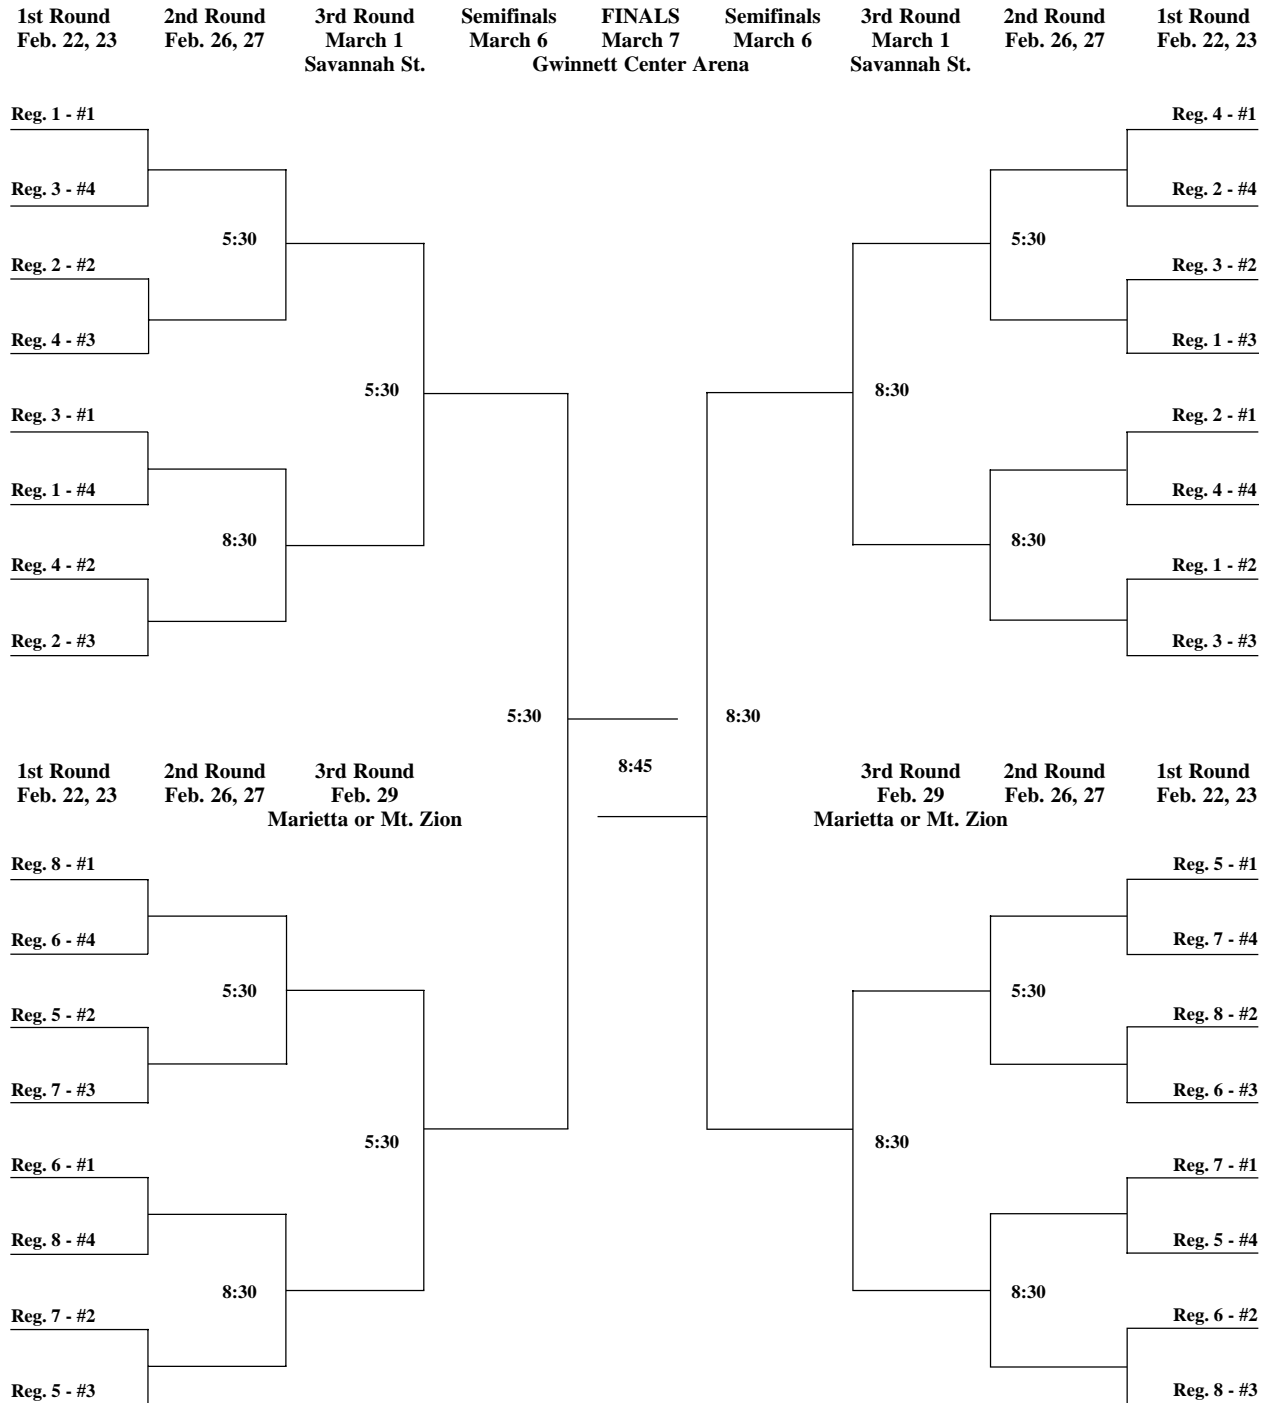 1st Round 2nd Round 3rd Round Semifinals FINALS Semifinals 3rd Round 2nd Round 1st Round
Feb. 22, 23 Feb. 26, 27 March 1 March 6 March 7 March 6 March 1 Feb. 26, 27 Feb. 22, 23
Savannah St. Gwinnett Center Arena Savannah St.
Reg. 1 - #1 Reg. 4 - #1
Reg. 3 - #4 Reg. 2 - #4
5:30 5:30
Reg. 2 - #2 Reg. 3 - #2
Reg. 4 - #3 Reg. 1 - #3
5:30 8:30
Reg. 3 - #1 Reg. 2 - #1
Reg. 1 - #4 Reg. 4 - #4
8:30 8:30
Reg. 4 - #2 Reg. 1 - #2
Reg. 2 - #3 Reg. 3 - #3
5:30 8:30
8:45
1st Round 2nd Round 3rd Round 3rd Round 2nd Round 1st Round
Feb. 22, 23 Feb. 26, 27 Feb. 29 Feb. 29 Feb. 26, 27 Feb. 22, 23
Marietta or Mt. Zion Marietta or Mt. Zion
Reg. 8 - #1 Reg. 5 - #1
Reg. 6 - #4 Reg. 7 - #4
5:30 5:30
Reg. 5 - #2 Reg. 8 - #2
Reg. 7 - #3 Reg. 6 - #3
5:30 8:30
Reg. 6 - #1 Reg. 7 - #1
Reg. 8 - #4 Reg. 5 - #4
8:30 8:30
Reg. 7 - #2 Reg. 6 - #2
Reg. 5 - #3 Reg. 8 - #3